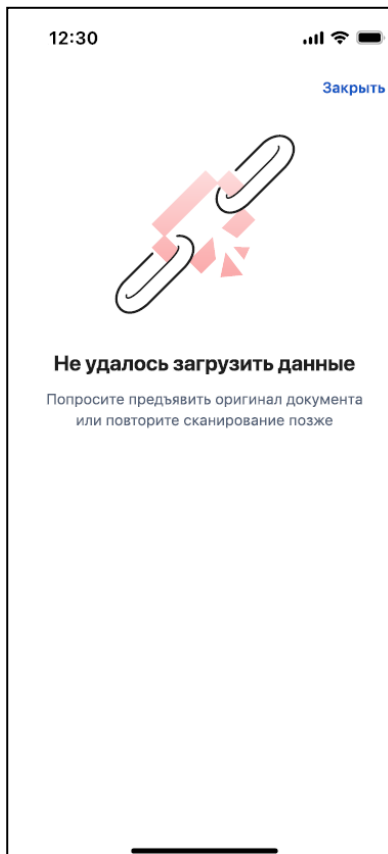 12:30
Закрыть
Не удалось загрузить данные
Попросите предъявить оригинал документа
или повторите сканирование позже